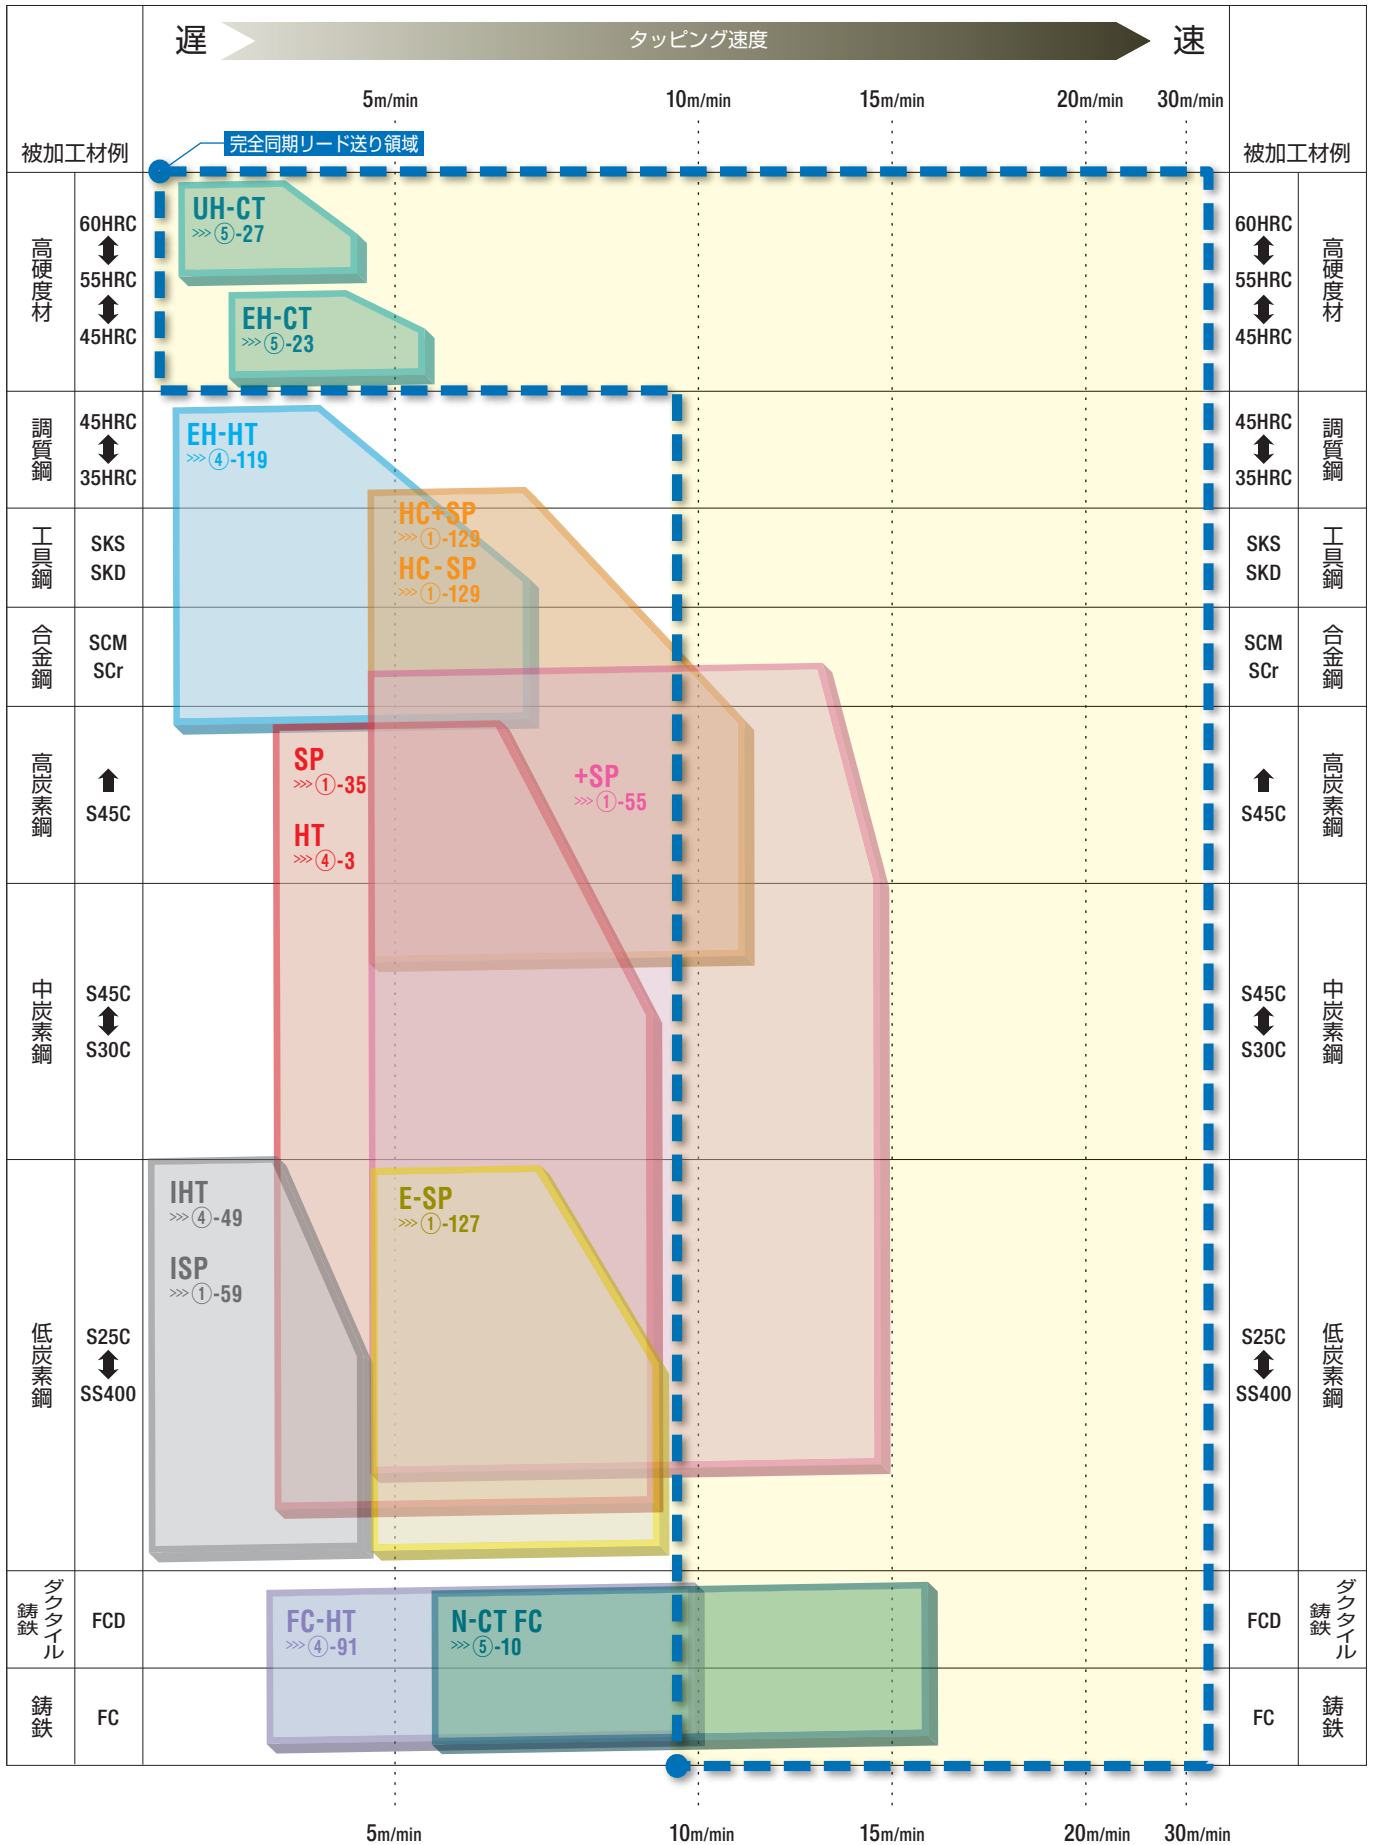 遅
タッピング速度
速
5m/min
10m/min
15m/min
20m/min
30m/min
被加工材例
完全同期リード送り領域
被加工材例
高硬度材
60HRC
55HRC
45HRC
UH-CT
>>>⑤-27
EH-CT
>>>⑤-23
60HRC
55HRC
45HRC
高硬度材
調質鋼
45HRC
35HRC
EH-HT
>>>④-119
45HRC
35HRC
調質鋼
工具鋼
SKS
SKD
HC+SP
>>>①-129
HC-SP
>>>①-129
SKS
SKD
工具鋼
合金鋼
SCM
SCr
SCM
SCr
合金鋼
高炭素鋼
S45C
SP
>>>①-35
HT
>>>④-3
+SP
>>>①-55
S45C
高炭素鋼
中炭素鋼
S45C
S30C
S45C
S30C
中炭素鋼
低炭素鋼
S25C
SS400
IHT
>>>④-49
ISP
>>>①-59
E-SP
>>>①-127
S25C
SS400
低炭素鋼
ダクタイル
鋳鉄
FCD
FC-HT
>>>④-91
N-CT FC
>>>⑤-10
FCD
ダクタイル
鋳鉄
鋳鉄
FC
FC
鋳鉄
5m/min
10m/min
15m/min
20m/min
30m/min